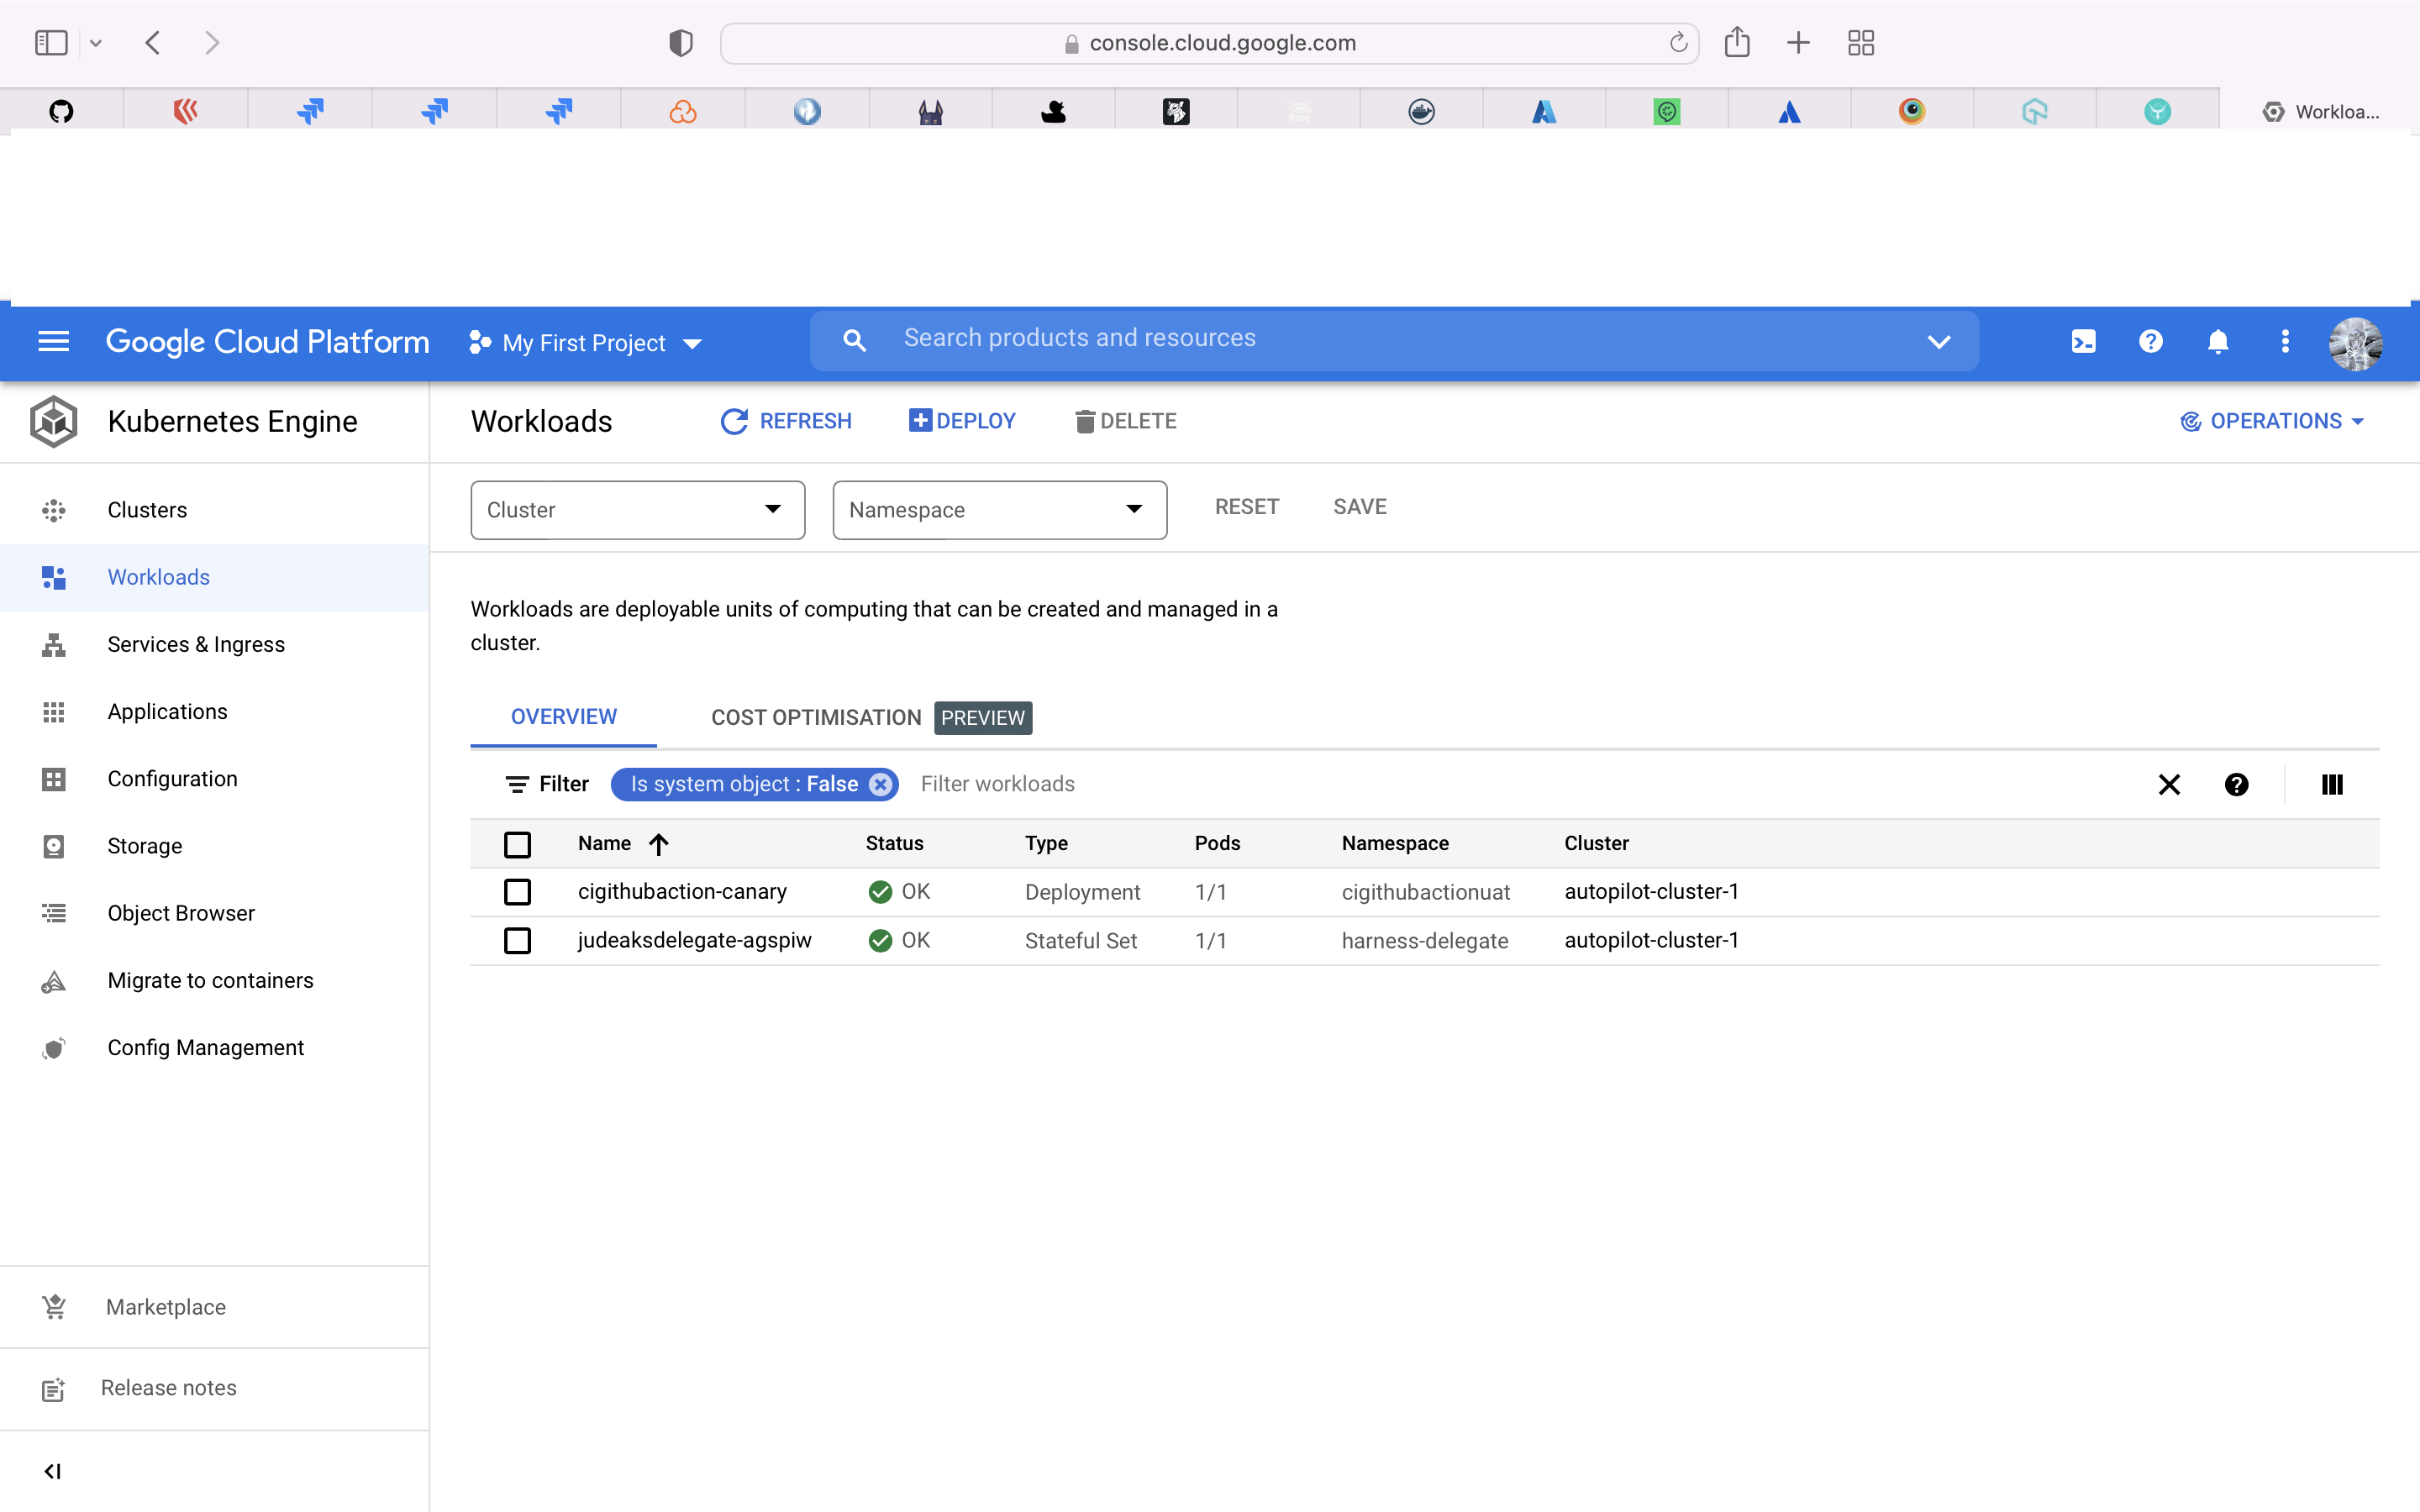 console.cloud.google.com
Workloa...
Google Cloud Platform
My First Project
Search products and resources
Kubernetes Engine
Workloads
REFRESH
DEPLOY
DELETE
OPERATIONS
Clusters
Workloads
Services & Ingress
Applications
Configuration
Storage
Object Browser
Migrate to containers
Config Management
Marketplace
Release notes
Cluster
Namespace
RESET
SAVE
Workloads are deployable units of computing that can be created and managed in a
cluster.
OVERVIEW
COST OPTIMISATION PREVIEW
Filter Is system object : False Filter workloads
Name Status Type Pods Namespace Cluster
cigithubaction-canary OK Deployment 1/1 cigithubactionuat autopilot-cluster-1
judeaksdelegate-agspiw OK Stateful Set 1/1 harness-delegate autopilot-cluster-1